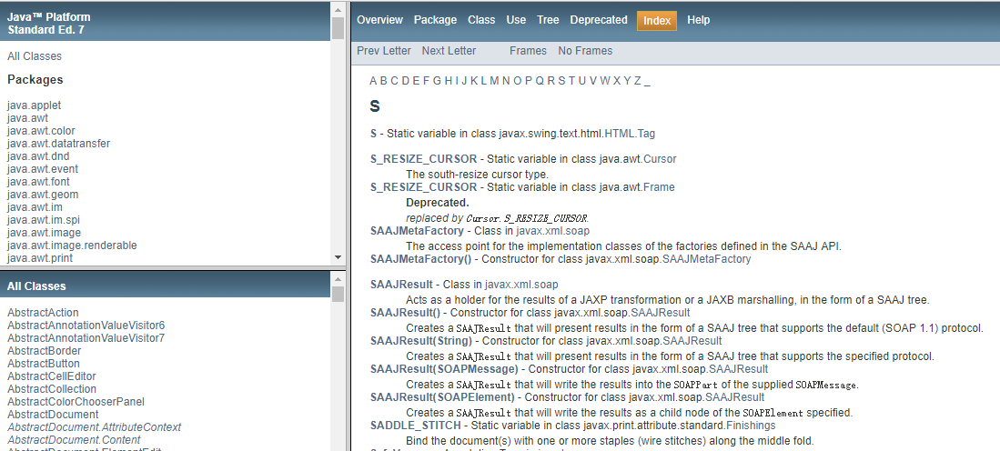 Java™ Platform
Standard Ed. 7
All Classes
Packages
java.applet
java.awt
java.awt.color
java.awt.datatransfer
java.awt.dnd
java.awt.event
java.awt.font
java.awt.geom
java.awt.im
java.awt.im.spi
java.awt.image
java.awt.image.renderable
java.awt.print
All Classes
AbstractAction
AbstractAnnotationValueVisitor6
AbstractAnnotationValueVisitor7
AbstractBorder
AbstractButton
AbstractCellEditor
AbstractCollection
AbstractColorChooserPanel
AbstractDocument
AbstractDocument.AttributeContext
AbstractDocument.Content
AbstractDocument.ElementEdit
Overview Package Class Use Tree Deprecated Index Help
Prev Letter Next Letter Frames No Frames
A B C D E F G H I J K L M N O P Q R S T U V W X Y Z _
S
S - Static variable in class javax.swing.text.html.HTML.Tag
S_RESIZE_CURSOR - Static variable in class java.awt.Cursor
The south-resize cursor type.
S_RESIZE_CURSOR - Static variable in class java.awt.Frame
Deprecated.
replaced by Cursor.S_RESIZE_CURSOR.
SAAJMetaFactory - Class in javax.xml.soap
The access point for the implementation classes of the factories defined in the SAAJ API.
SAAJMetaFactory() - Constructor for class javax.xml.soap.SAAJMetaFactory
SAAJResult - Class in javax.xml.soap
Acts as a holder for the results of a JAXP transformation or a JAXB marshalling, in the form of a SAAJ tree.
SAAJResult() - Constructor for class javax.xml.soap.SAAJResult
Creates a SAAJResult that will present results in the form of a SAAJ tree that supports the default (SOAP 1.1) protocol.
SAAJResult(String) - Constructor for class javax.xml.soap.SAAJResult
Creates a SAAJResult that will present results in the form of a SAAJ tree that supports the specified protocol.
SAAJResult(SOAPMessage) - Constructor for class javax.xml.soap.SAAJResult
Creates a SAAJResult that will write the results into the SOAPPart of the supplied SOAPMessage.
SAAJResult(SOAPElement) - Constructor for class javax.xml.soap.SAAJResult
Creates a SAAJResult that will write the results as a child node of the SOAPElement specified.
SADDLE_STITCH - Static variable in class javax.print.attribute.standard.Finishings
Bind the document(s) with one or more staples (wire stitches) along the middle fold.